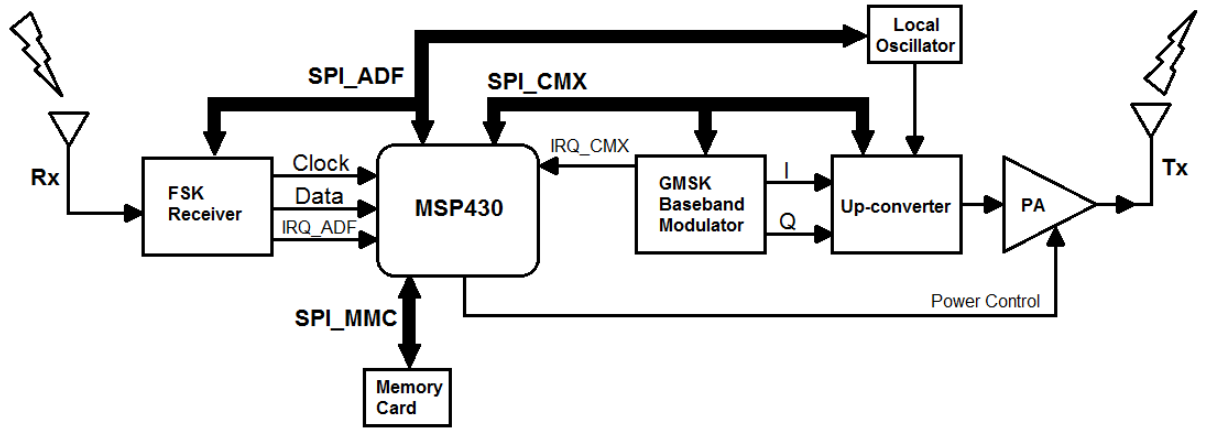 Local
Oscillator
SPI_ADF
SPI_CMX
Rx
FSK
Receiver
Clock
Data
IRQ_ADF
MSP430
IRQ_CMX
GMSK
Baseband
Modulator
I
Q
Up-converter
PA
Tx
Power Control
SPI_MMC
Memory
Card